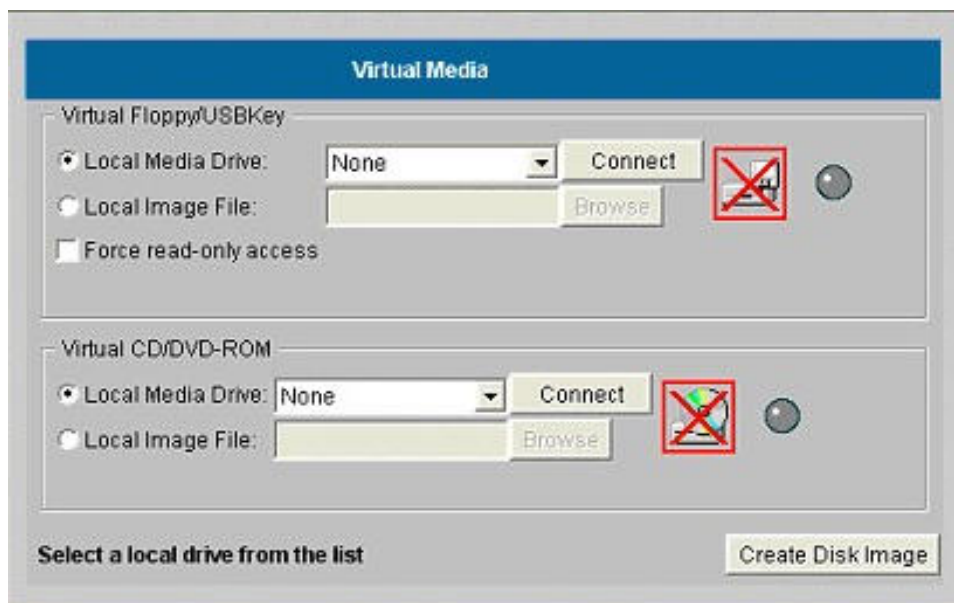 Virtual Media
Virtual Floppy/USBKey
Local Media Drive: None Connect
Local Image File: Browse
Force read-only access
Virtual CD/DVD-ROM
Local Media Drive: None Connect
Local Image File: Browse
Select a local drive from the list Create Disk Image